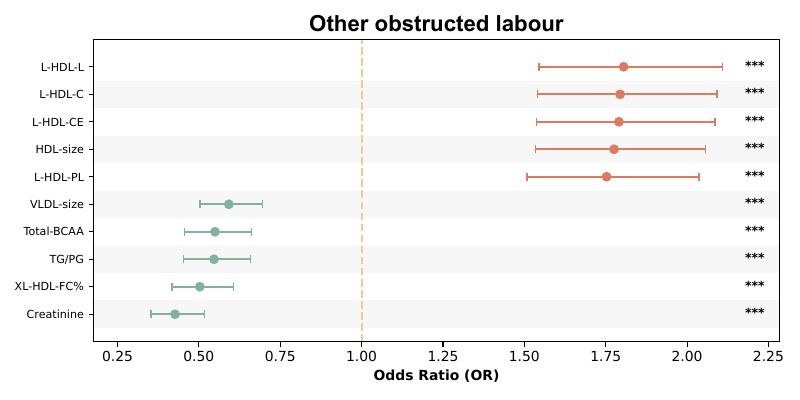 Other obstructed labour
L-HDL-L ***
L-HDL-C ***
L-HDL-CE ***
HDL-size ***
L-HDL-PL ***
VLDL-size ***
Total-BCAA ***
TG/PG ***
XL-HDL-FC% ***
Creatinine ***
0.25 0.50 0.75 1.00 1.25 1.50 1.75 2.00 2.25
Odds Ratio (OR)